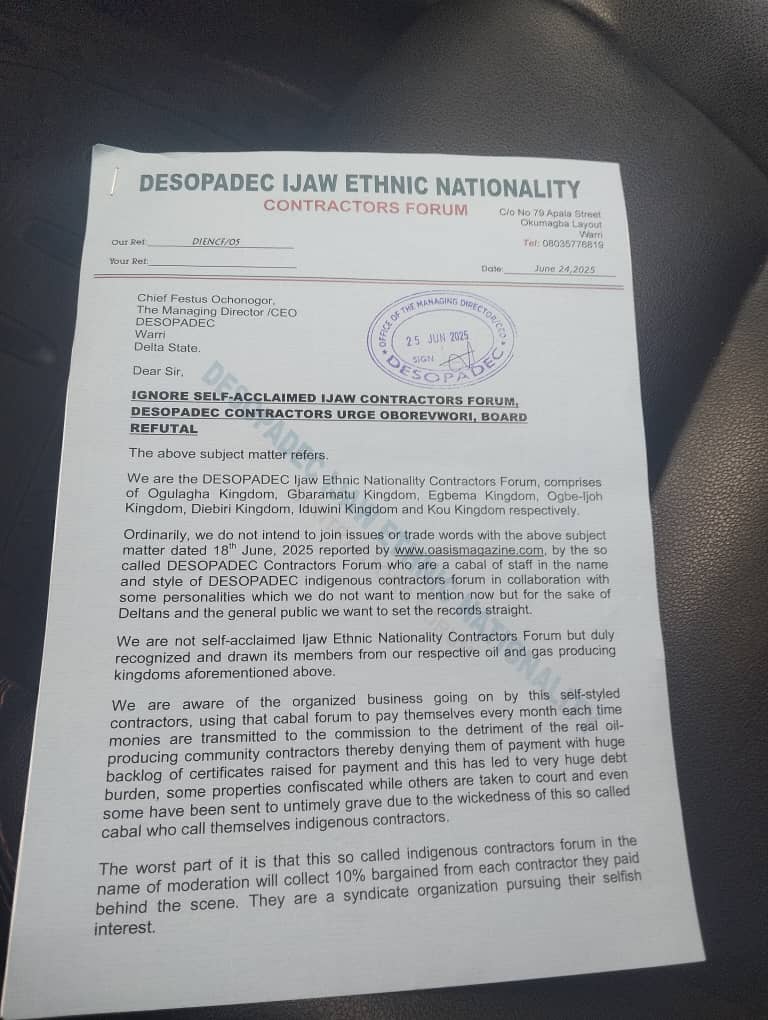 DESOPADEC IJAW ETHNIC NATIONALITY
CONTRACTORS FORUM
C/o No 79 Apala Street
Okumagba Layout
Warri
Tel: 08035776819
Our Ref: DIENCF/05
Your Ref:
Date: June 24,2025
Chief Festus Ochonogor,
The Managing Director /CEO
DESOPADEC
Warri
Delta State.
OFFICE OF THE MANAGING DIRECTOR/CEO
25 JUN 2025
SIGN
DESOPADEC
Dear Sir,
IGNORE SELF-ACCLAIMED IJAW CONTRACTORS FORUM,
DESOPADEC CONTRACTORS URGE OBOREVWORI, BOARD
REFUTAL
The above subject matter refers.
We are the DESOPADEC Ijaw Ethnic Nationality Contractors Forum, comprises
of Ogulagha Kingdom, Gbaramatu Kingdom, Egbema Kingdom, Ogbe-Ijoh
Kingdom, Diebiri Kingdom, Iduwini Kingdom and Kou Kingdom respectively.
Ordinarily, we do not intend to join issues or trade words with the above subject
matter dated 18th June, 2025 reported by www.oasismagazine.com, by the so
called DESOPADEC Contractors Forum who are a cabal of staff in the name
and style of DESOPADEC indigenous contractors forum in collaboration with
some personalities which we do not want to mention now but for the sake of
Deltans and the general public we want to set the records straight.
We are not self-acclaimed Ijaw Ethnic Nationality Contractors Forum but duly
recognized and drawn its members from our respective oil and gas producing
kingdoms aforementioned above.
We are aware of the organized business going on by this self-styled
contractors, using that cabal forum to pay themselves every month each time
monies are transmitted to the commission to the detriment of the real oil-
producing community contractors thereby denying them of payment with huge
backlog of certificates raised for payment and this has led to very huge debt
burden, some properties confiscated while others are taken to court and even
some have been sent to untimely grave due to the wickedness of this so called
cabal who call themselves indigenous contractors.
The worst part of it is that this so called indigenous contractors forum in the
name of moderation will collect 10% bargained from each contractor they paid
behind the scene. They are a syndicate organization pursuing their selfish
interest.
DESOPADEC IJAW ETHNIC NATIONALITY